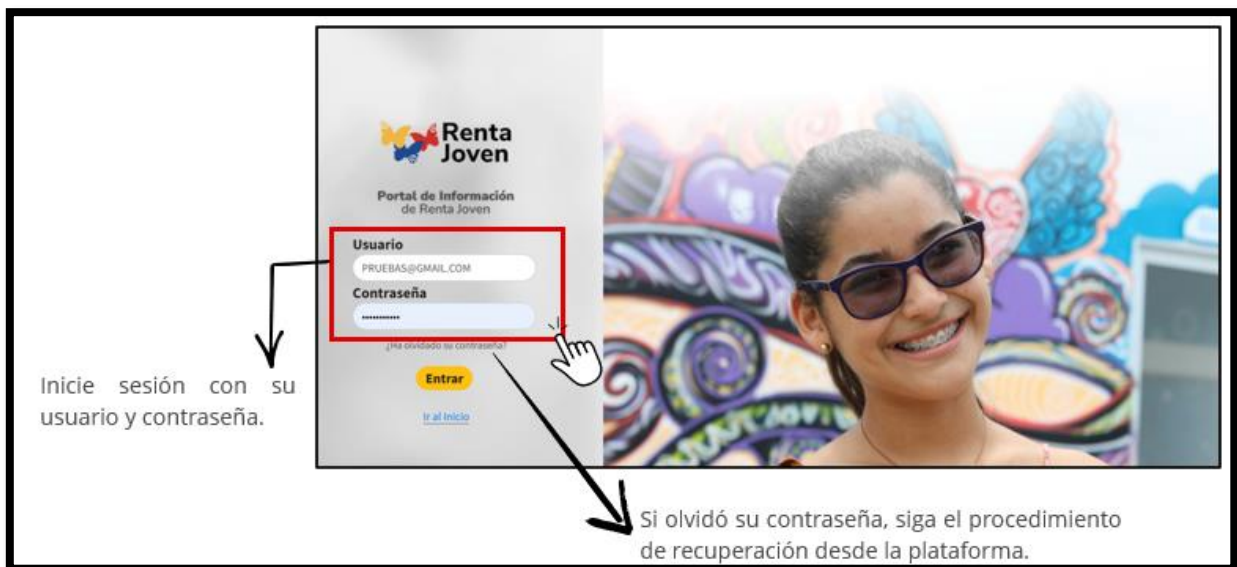 Renta
Joven
Portal de Información
de Renta Joven
Usuario
PRUEBAS@GMAIL.COM
Contraseña
•••••••••••
¿Ha olvidado su contraseña?
Entrar
Ir al Inicio
Inicie sesión con su
usuario y contraseña.
Si olvidó su contraseña, siga el procedimiento
de recuperación desde la plataforma.